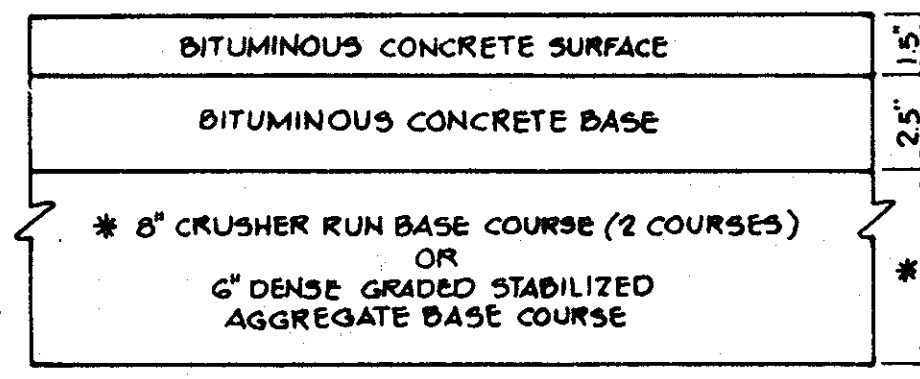 BITUMINOUS CONCRETE SURFACE
1.5"
BITUMINOUS CONCRETE BASE
2.5"
* 8" CRUSHER RUN BASE COURSE (2 COURSES)
OR
6" DENSE GRADED STABILIZED
AGGREGATE BASE COURSE
*